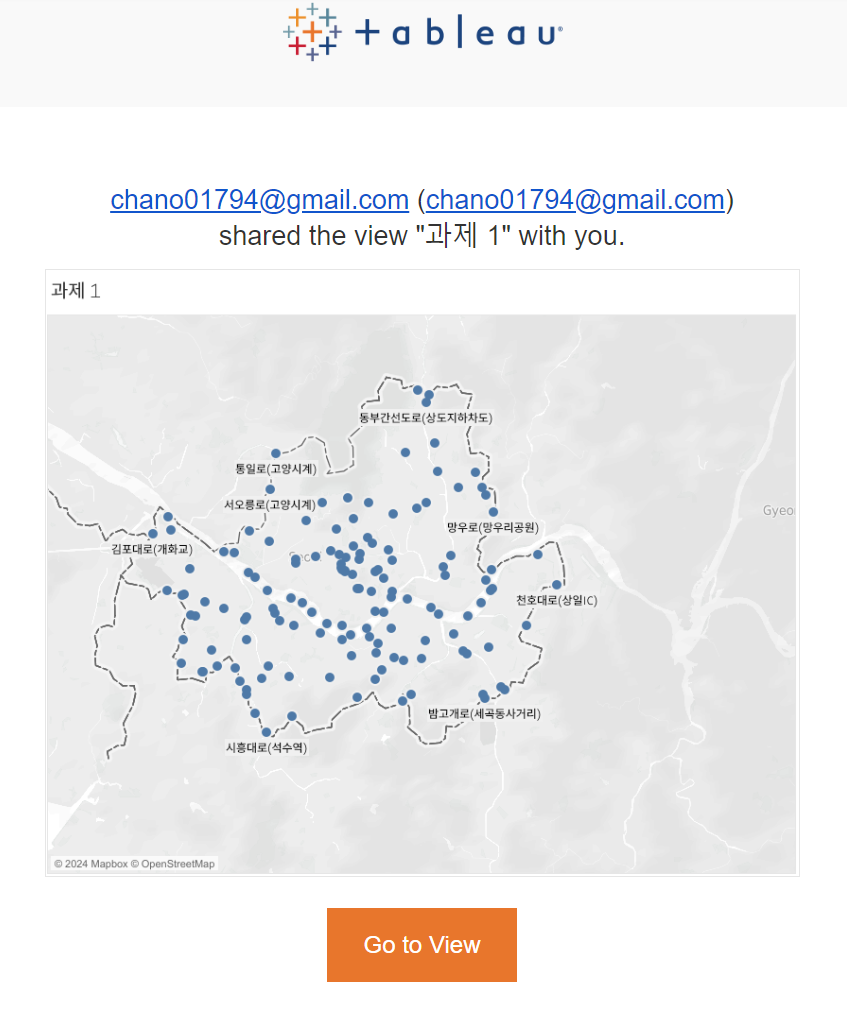 +ableau
chano01794@gmail.com (chano01794@gmail.com)
shared the view "과제 1" with you.
과제 1
동부간선도로(상도지하차도)
통일로(고양시계)
서오릉로(고양시계)
Gyeo
망우로(망우리공원)
김포대로(개화교)
천호대로(상일IC)
밤고개로(세곡동사거리)
시흥대로(석수역)
© 2024 Mapbox © OpenStreetMap
Go to View